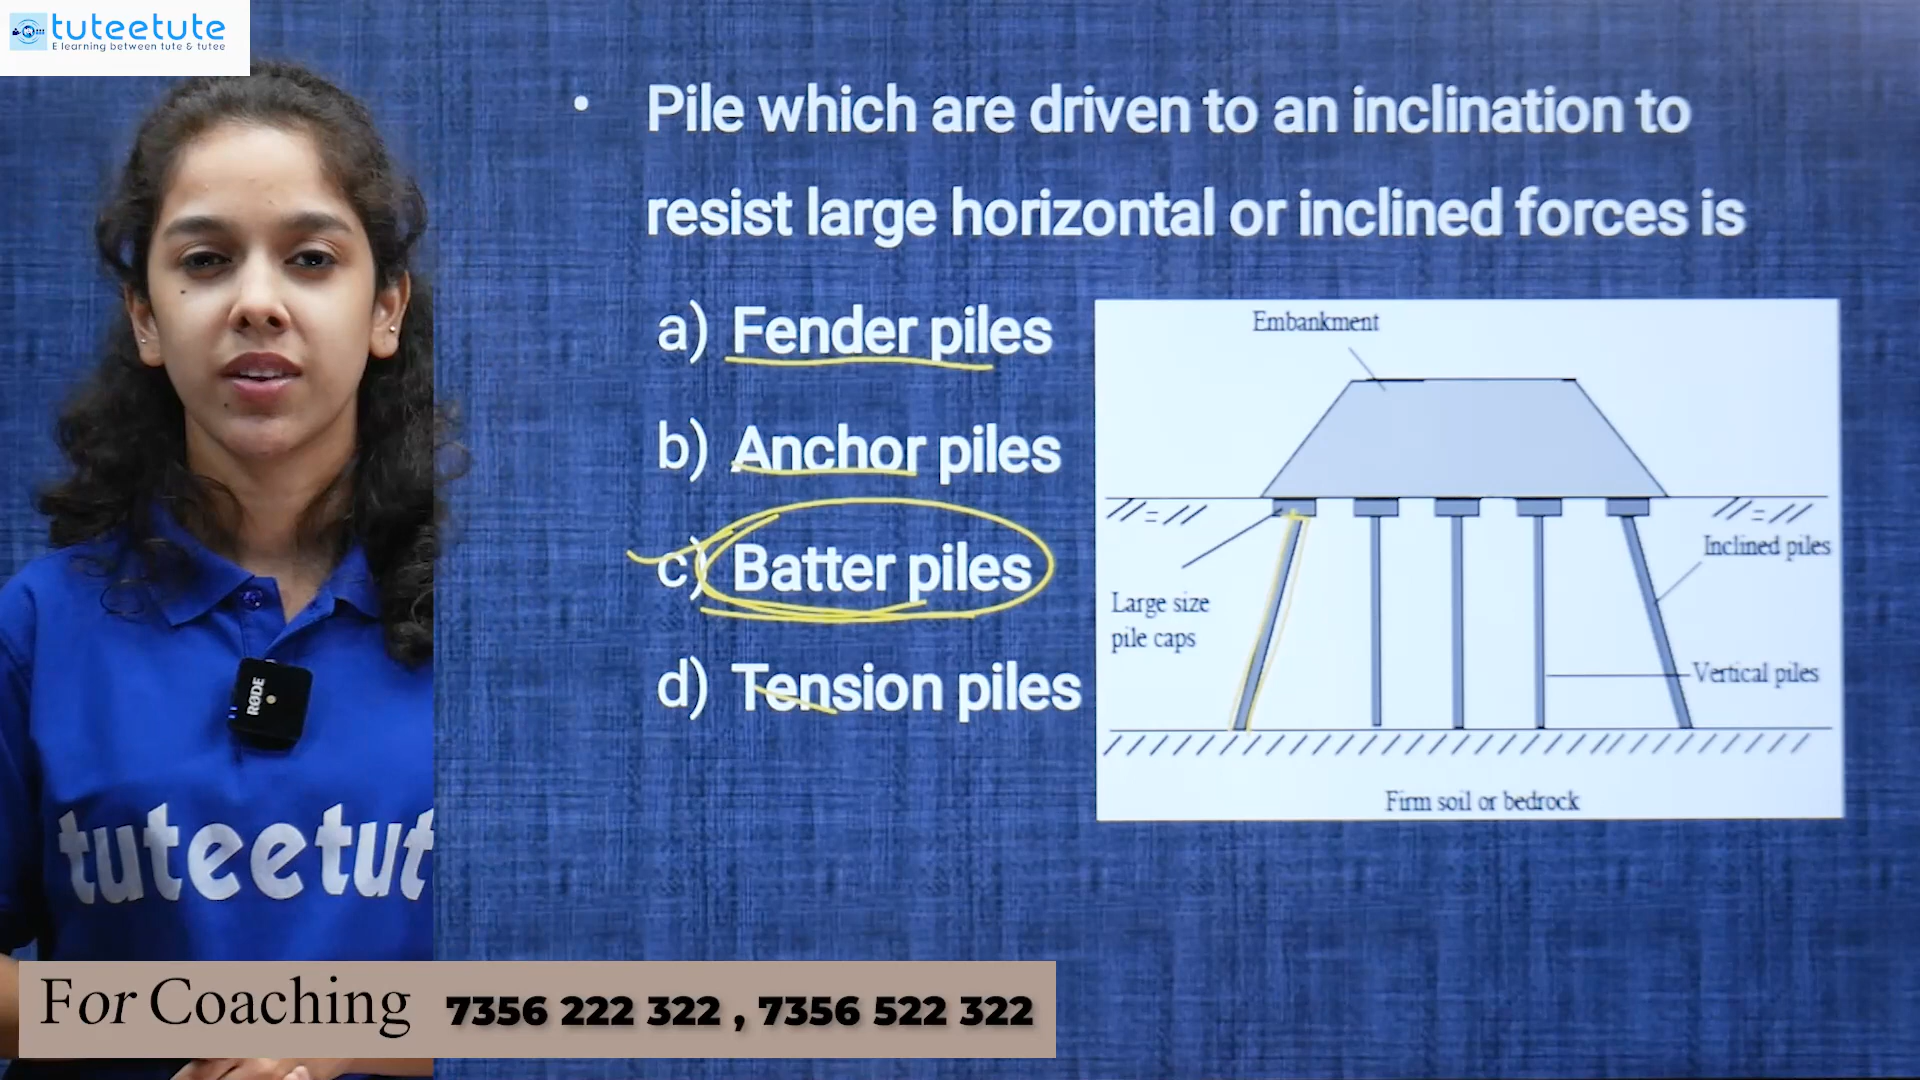 tuteetute
E learning between tute & tutee
• Pile which are driven to an inclination to
resist large horizontal or inclined forces is
a) Fender piles
b) Anchor piles
c) Batter piles
d) Tension piles
Embankment
Inclined piles
Large size
pile caps
Vertical piles
Firm soil or bedrock
RØDE
tuteetut
For Coaching 7356 222 322 , 7356 522 322